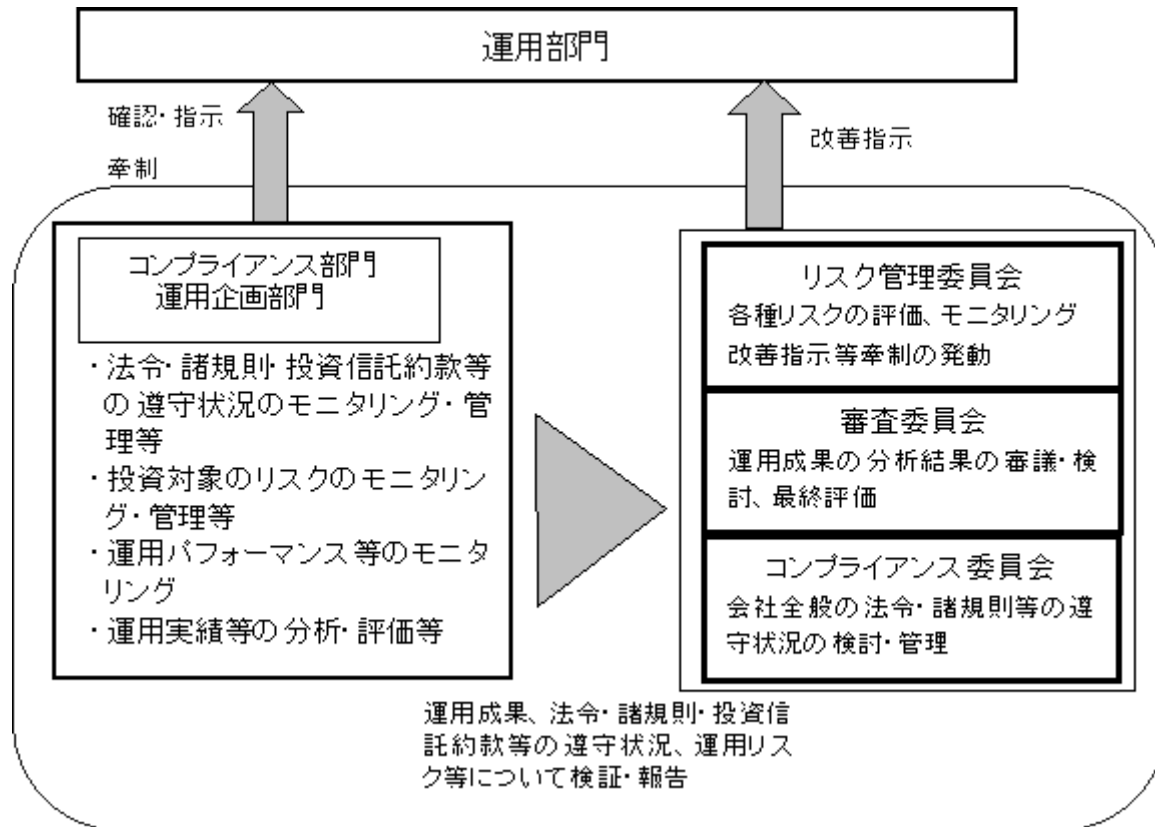 運用部門
確認・指示
牽制
改善指示
コンプライアンス部門
運用企画部門
・法令・諸規則・投資信託約款等
の遵守状況のモニタリング・管
理等
・投資対象のリスクのモニタリン
グ・管理等
・運用パフォーマンス等のモニタ
リング
・運用実績等の分析・評価等
リスク管理委員会
各種リスクの評価、モニタリング
改善指示等牽制の発動
審査委員会
運用成果の分析結果の審議・検
討、最終評価
コンプライアンス委員会
会社全般の法令・諸規則等の遵
守状況の検討・管理
運用成果、法令・諸規則・投資信
託約款等の遵守状況、運用リス
ク等について検証・報告